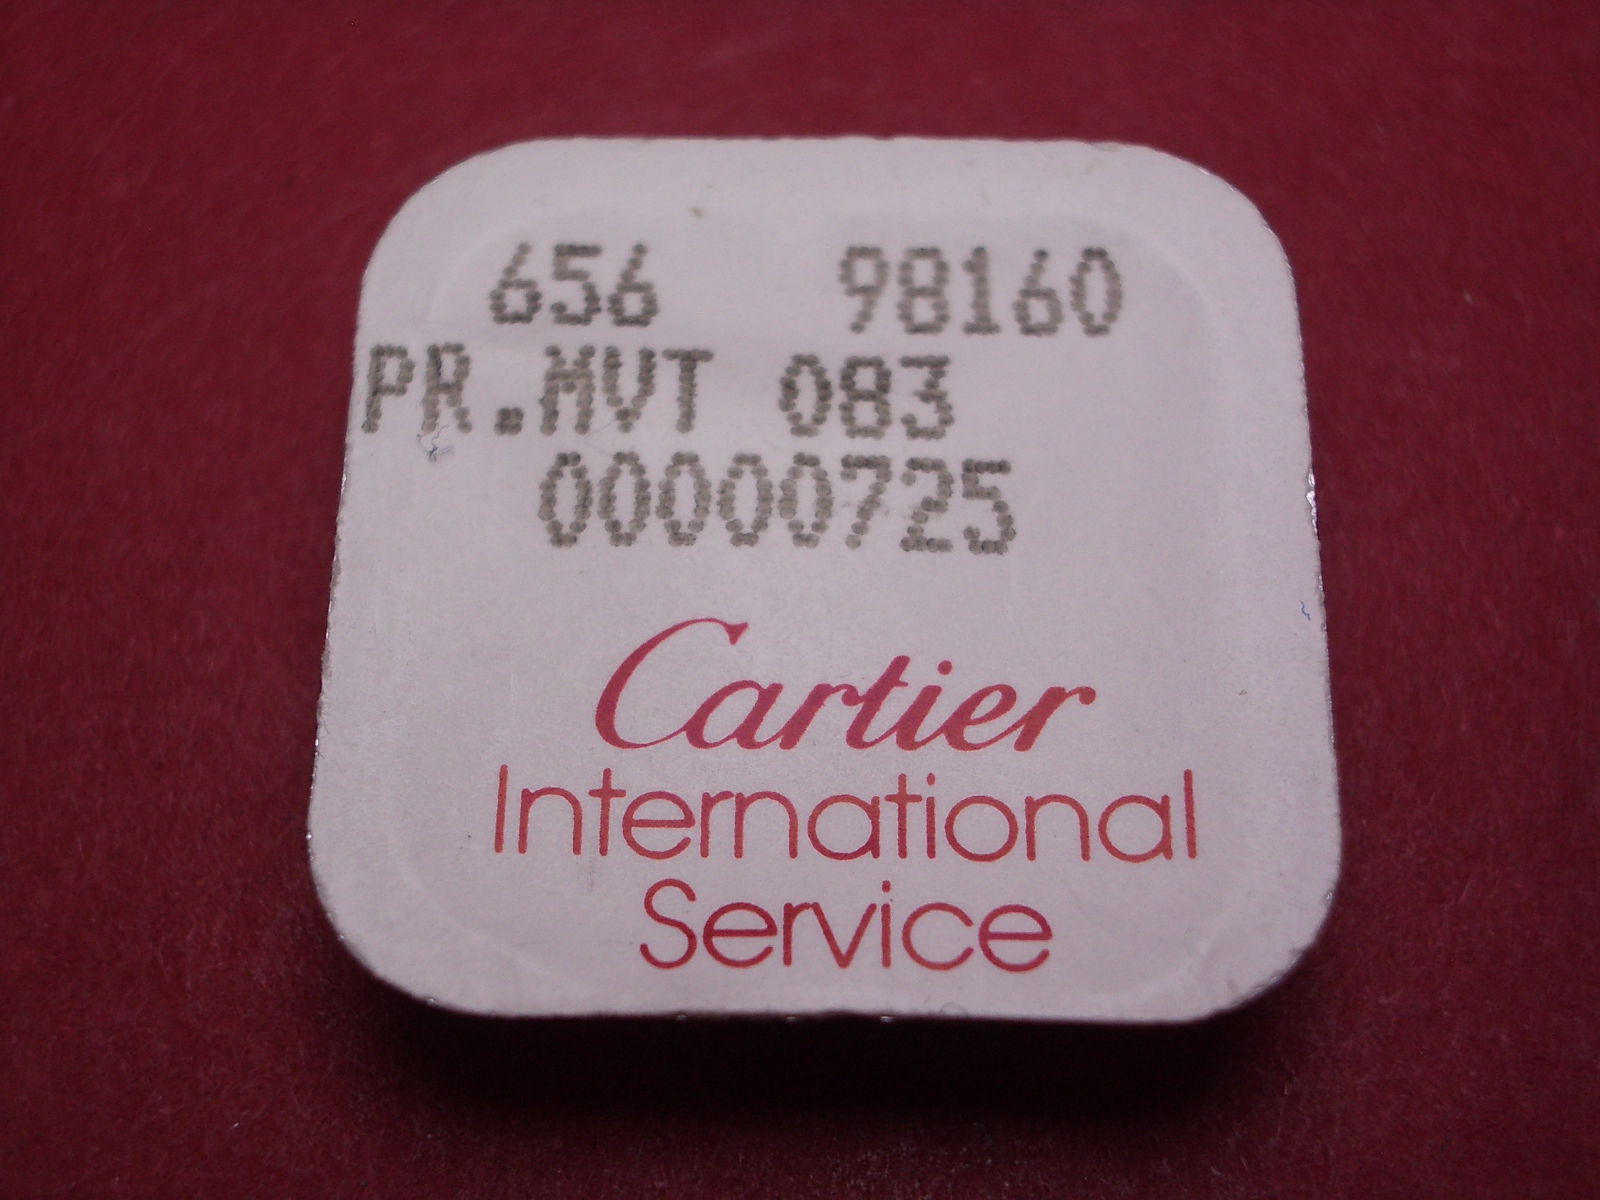 656 98160
PR.MVT 083
00000725
Cartier
International
Service